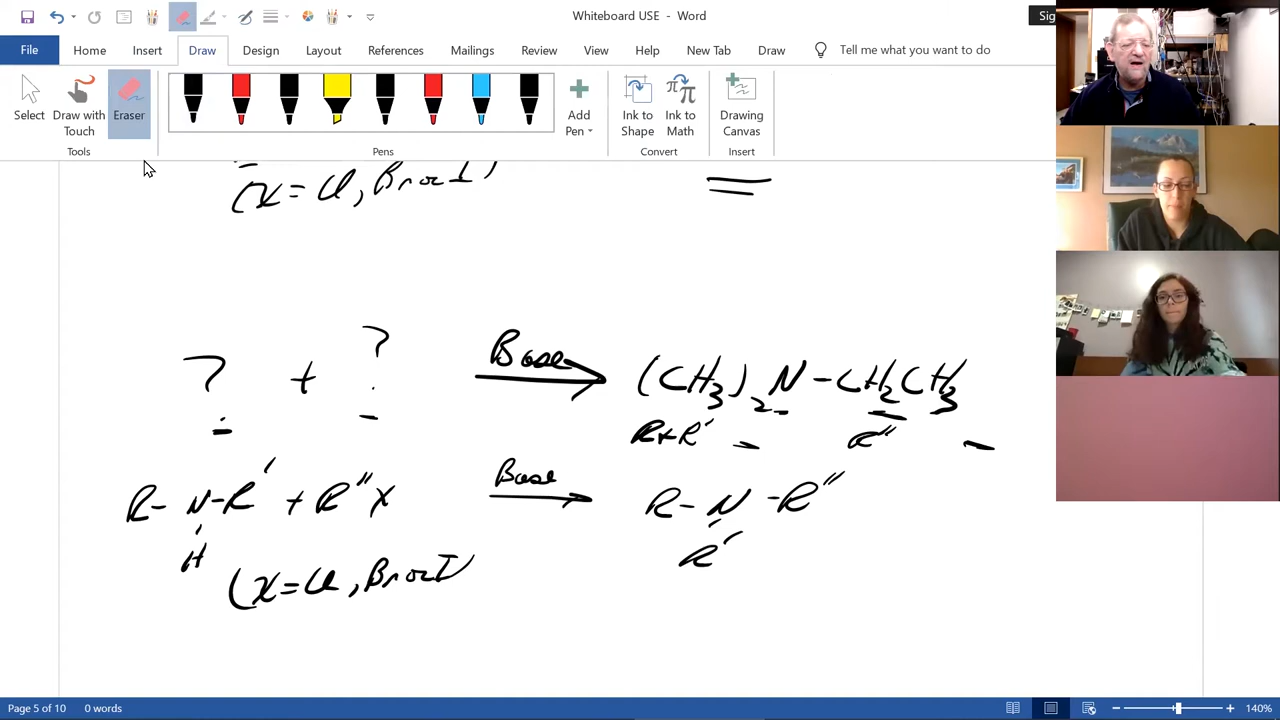 Whiteboard USE - Word
Sig
File Home Insert Draw Design Layout References Mailings Review View Help New Tab Draw Tell me what you want to do
Select Draw with Touch Eraser Add Pen Ink to Shape Ink to Math Drawing Canvas
Tools Pens Convert Insert
(X=Cl, Br or I)
? + ? Base (CH3)2N-CH2CH3
R+R' R''
R-N-R' + R''X Base R-N-R''
H R'
(X=Cl, Br or I)
Page 5 of 10 0 words 140%